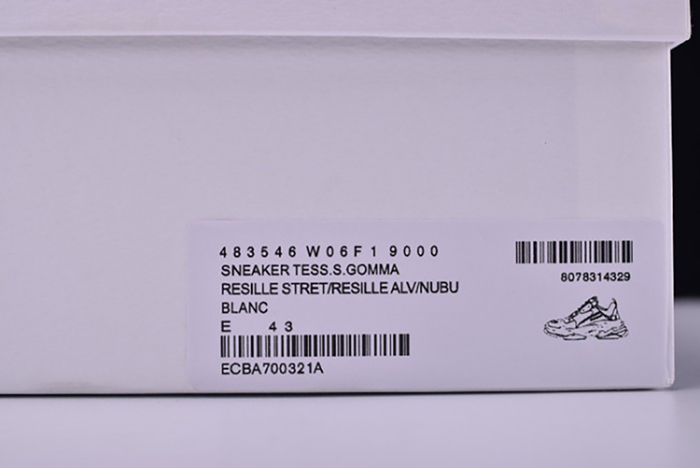 483546 W06F1 9000
SNEAKER TESS.S.GOMMA
RESILLE STRET/RESILLE ALV/NUBU
BLANC
E 43
ECBA700321A
8078314329